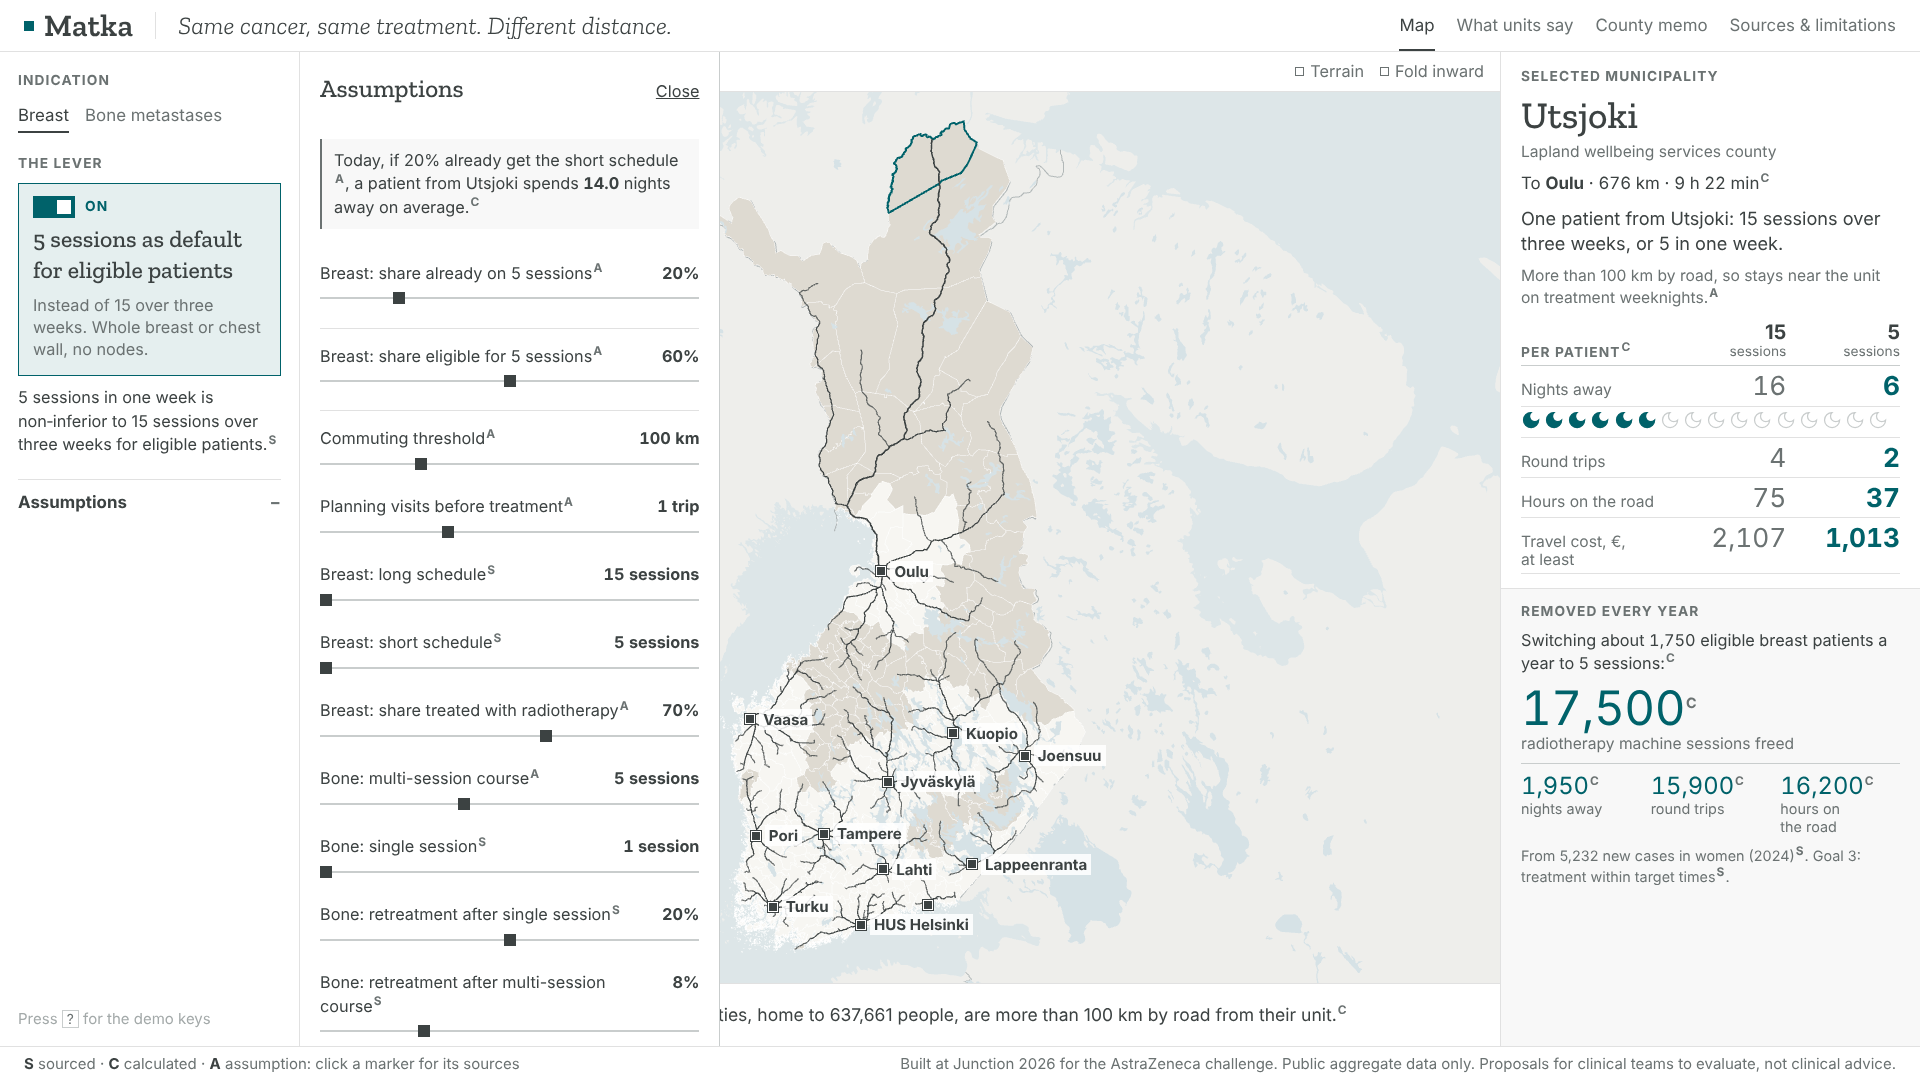 Matka
Same cancer, same treatment. Different distance.
Map
What units say
County memo
Sources & limitations
INDICATION
Breast
Bone metastases
THE LEVER
ON
5 sessions as default
for eligible patients
Instead of 15 over three
weeks. Whole breast or chest
wall, no nodes.
5 sessions in one week is
non-inferior to 15 sessions over
three weeks for eligible patients.S
Assumptions –
Press ? for the demo keys
Assumptions
Close
Today, if 20% already get the short schedule
A, a patient from Utsjoki spends 14.0 nights
away on average.C
Breast: share already on 5 sessionsA 20%
Breast: share eligible for 5 sessionsA 60%
Commuting thresholdA 100 km
Planning visits before treatmentA 1 trip
Breast: long scheduleS 15 sessions
Breast: short scheduleS 5 sessions
Breast: share treated with radiotherapyA 70%
Bone: multi-session courseA 5 sessions
Bone: single sessionS 1 session
Bone: retreatment after single sessionS 20%
Bone: retreatment after multi-session 8%
courseS
Terrain
Fold inward
Oulu
Vaasa
Kuopio
Joensuu
Jyväskylä
Pori
Tampere
Lahti
Lappeenranta
Turku
HUS Helsinki
ties, home to 637,661 people, are more than 100 km by road from their unit.C
SELECTED MUNICIPALITY
Utsjoki
Lapland wellbeing services county
To Oulu · 676 km · 9 h 22 minC
One patient from Utsjoki: 15 sessions over
three weeks, or 5 in one week.
More than 100 km by road, so stays near the unit
on treatment weeknights.A
PER PATIENTC 15 sessions 5 sessions
Nights away 16 6
Round trips 4 2
Hours on the road 75 37
Travel cost, €, 2,107 1,013
at least
REMOVED EVERY YEAR
Switching about 1,750 eligible breast patients a
year to 5 sessions:C
17,500C
radiotherapy machine sessions freed
1,950C 15,900C 16,200C
nights away round trips hours on
the road
From 5,232 new cases in women (2024)S. Goal 3:
treatment within target timesS.
S sourced · C calculated · A assumption: click a marker for its sources
Built at Junction 2026 for the AstraZeneca challenge. Public aggregate data only. Proposals for clinical teams to evaluate, not clinical advice.